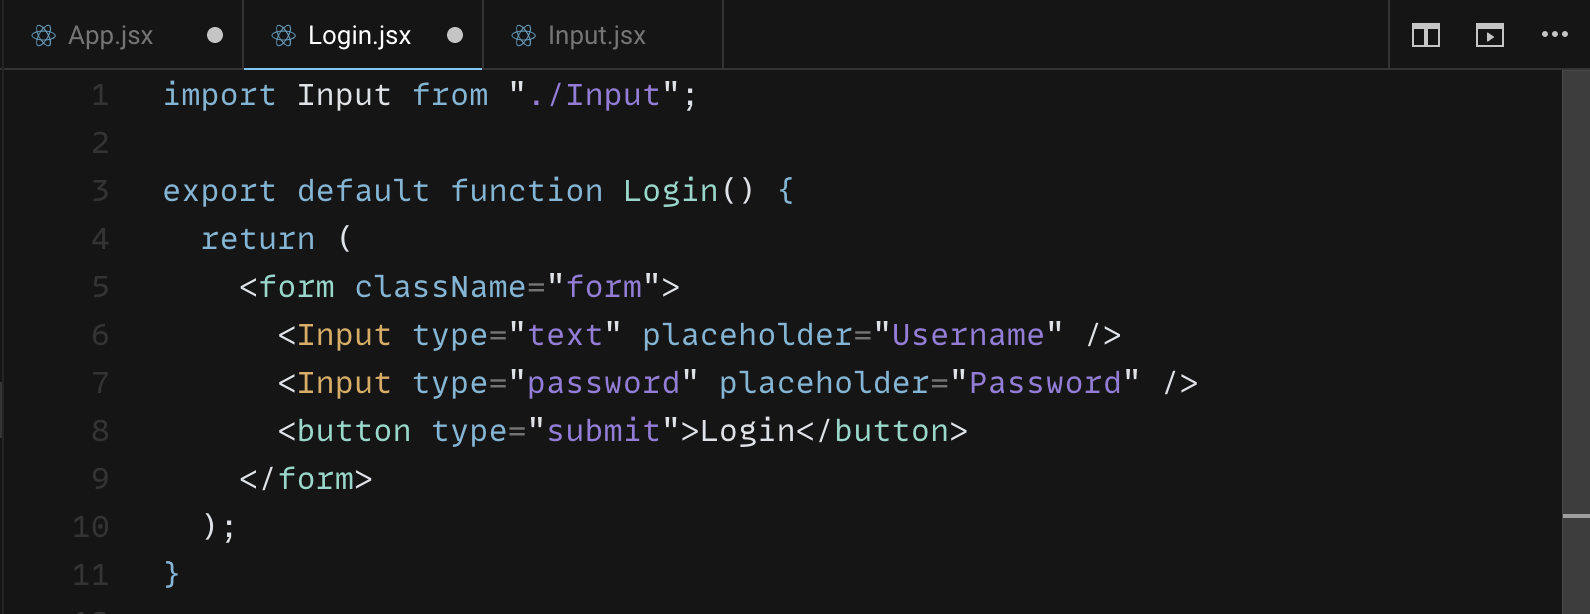 App.jsx
Login.jsx
Input.jsx
1 import Input from "./Input";
2
3 export default function Login() {
4   return (
5     <form className="form">
6       <Input type="text" placeholder="Username" />
7       <Input type="password" placeholder="Password" />
8       <button type="submit">Login</button>
9     </form>
10   );
11 }